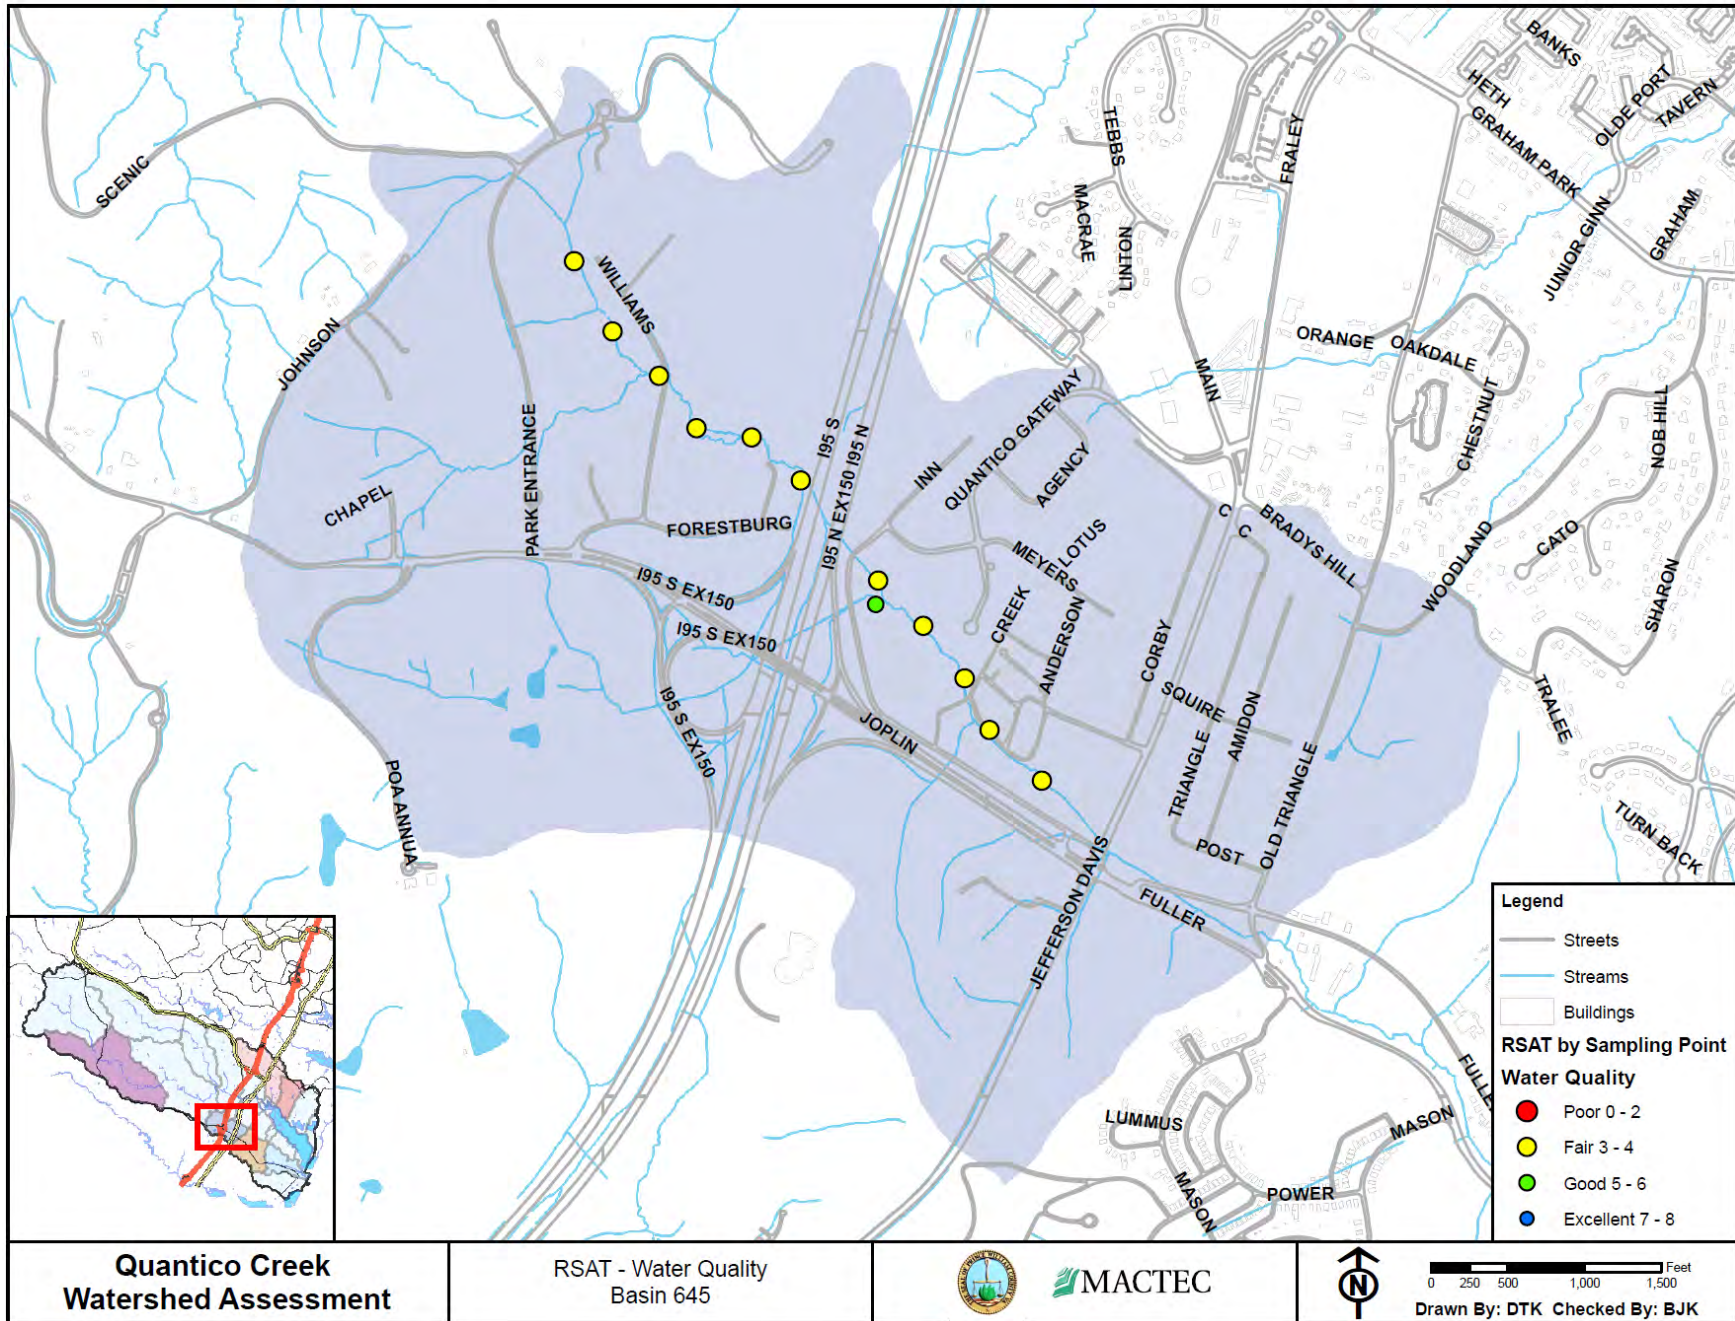 BANKS
HETH
OLDE PORT
TAVERN
GRAHAM PARK
TEBBS
FRALEY
SCENIC
MACRAE
LINTON
JUNIOR GINN
GRAHAM
WILLIAMS
JOHNSON
ORANGE
OAKDALE
MAIN
CHESTNUT
NOB HILL
QUANTICO GATEWAY
PARK ENTRANCE
I95 S
I95 N EX150 I95 N
INN
AGENCY
CHAPEL
FORESTBURG
LOTUS
MEYERS
C C
BRADYS HILL
WOODLAND
CATO
SHARON
I95 S EX150
I95 S EX150
CREEK
ANDERSON
CORBY
SQUIRE
AMIDON
TRIANGLE
OLD TRIANGLE
TRALEE
I95 S EX150
JOPLIN
POA ANNUA
POST
TURN BACK
JEFFERSON DAVIS
FULLER
FULLE
LUMMUS
MASON
MASON
POWER
Legend
Streets
Streams
Buildings
RSAT by Sampling Point
Water Quality
Poor 0 - 2
Fair 3 - 4
Good 5 - 6
Excellent 7 - 8
Quantico Creek
Watershed Assessment
RSAT - Water Quality
Basin 645
MACTEC
N
Feet
0 250 500 1,000 1,500
Drawn By: DTK Checked By: BJK